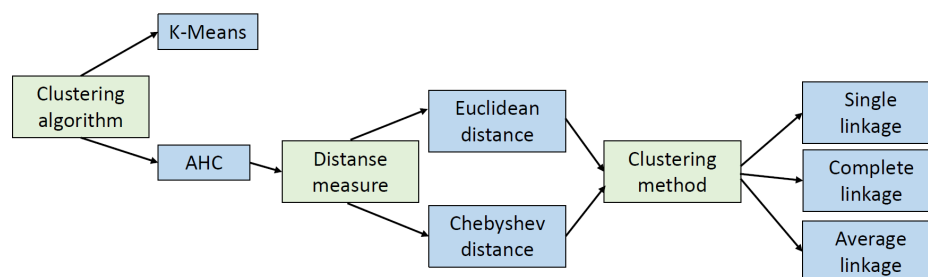 K-Means
Clustering
algorithm
AHC
Distanse
measure
Euclidean
distance
Chebyshev
distance
Clustering
method
Single
linkage
Complete
linkage
Average
linkage